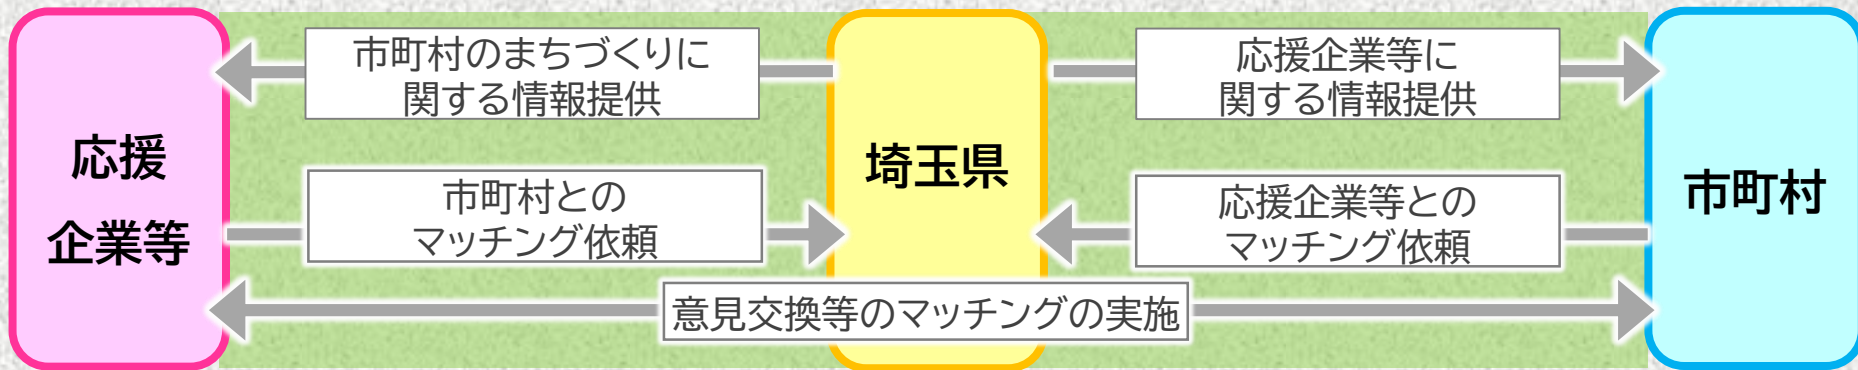 応援
企業等
市町村のまちづくりに
関する情報提供
市町村との
マッチング依頼
埼玉県
応援企業等に
関する情報提供
応援企業等との
マッチング依頼
市町村
意見交換等のマッチングの実施